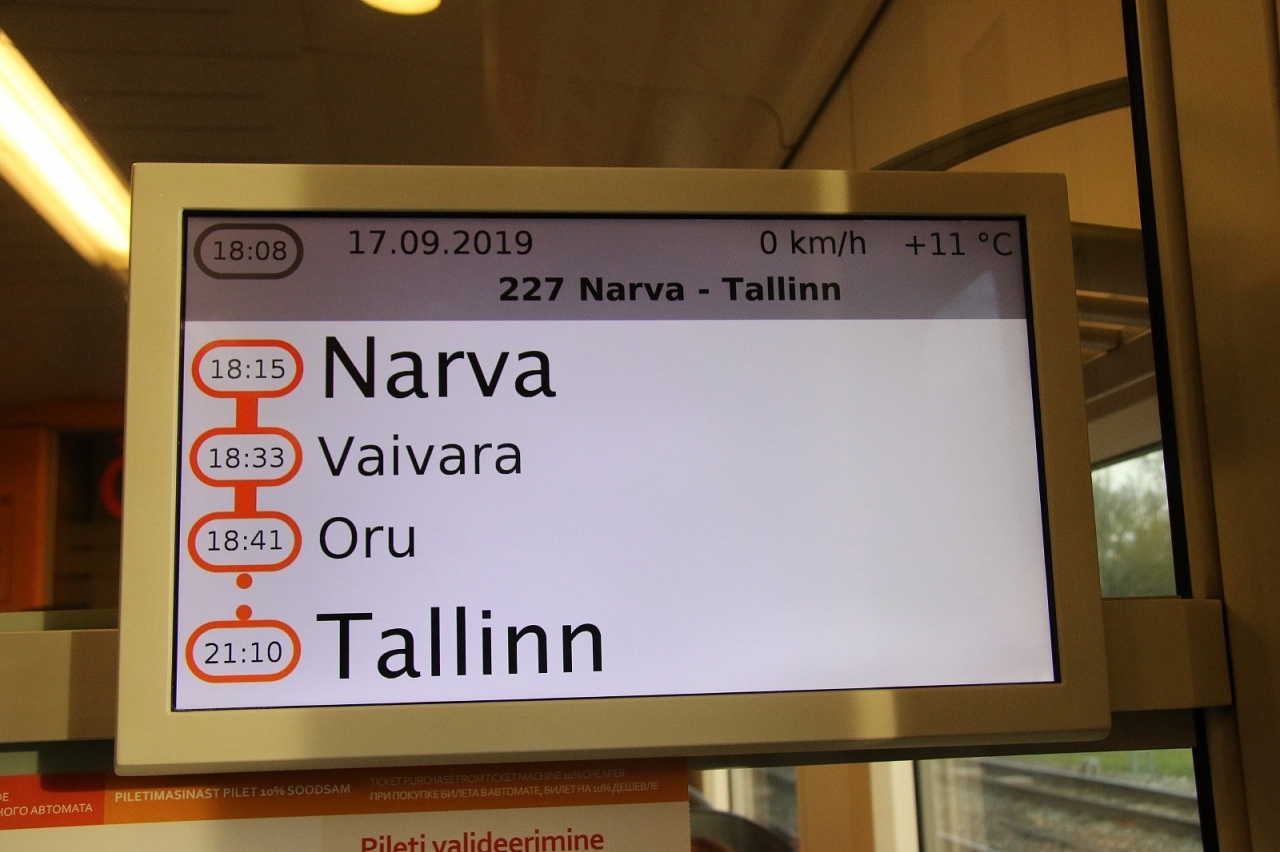 18:08 17.09.2019 0 km/h +11 °C
227 Narva - Tallinn
18:15 Narva
18:33 Vaivara
18:41 Oru
21:10 Tallinn
НОГО АВТОМАТА
PILETIMASINAST PILET 10% SOODSAM
TICKET PURCHASE FROM TICKET MACHINE 10% CHEAPER
ПРИ ПОКУПКЕ БИЛЕТА В АВТОМАТЕ, БИЛЕТ НА 10% ДЕШЕВЛЕ
Pileti valideerimine